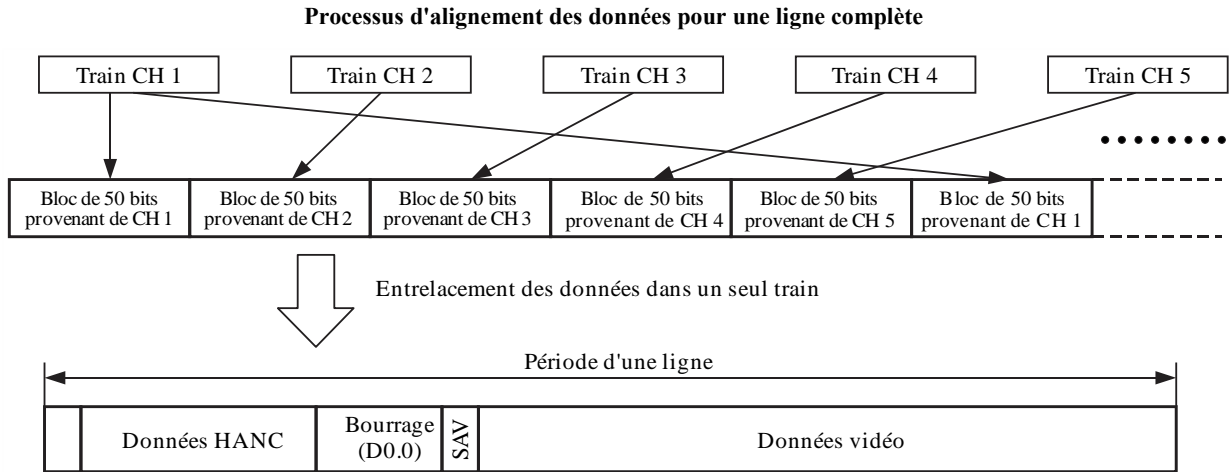 Processus d'alignement des données pour une ligne complète
Train CH 1
Train CH 2
Train CH 3
Train CH 4
Train CH 5
Bloc de 50 bits
provenant de CH 1
Bloc de 50 bits
provenant de CH 2
Bloc de 50 bits
provenant de CH 3
Bloc de 50 bits
provenant de CH 4
Bloc de 50 bits
provenant de CH 5
Bloc de 50 bits
provenant de CH 1
Entrelacement des données dans un seul train
Période d'une ligne
Données HANC
Bourrage
(D0.0)
SAV
Données vidéo